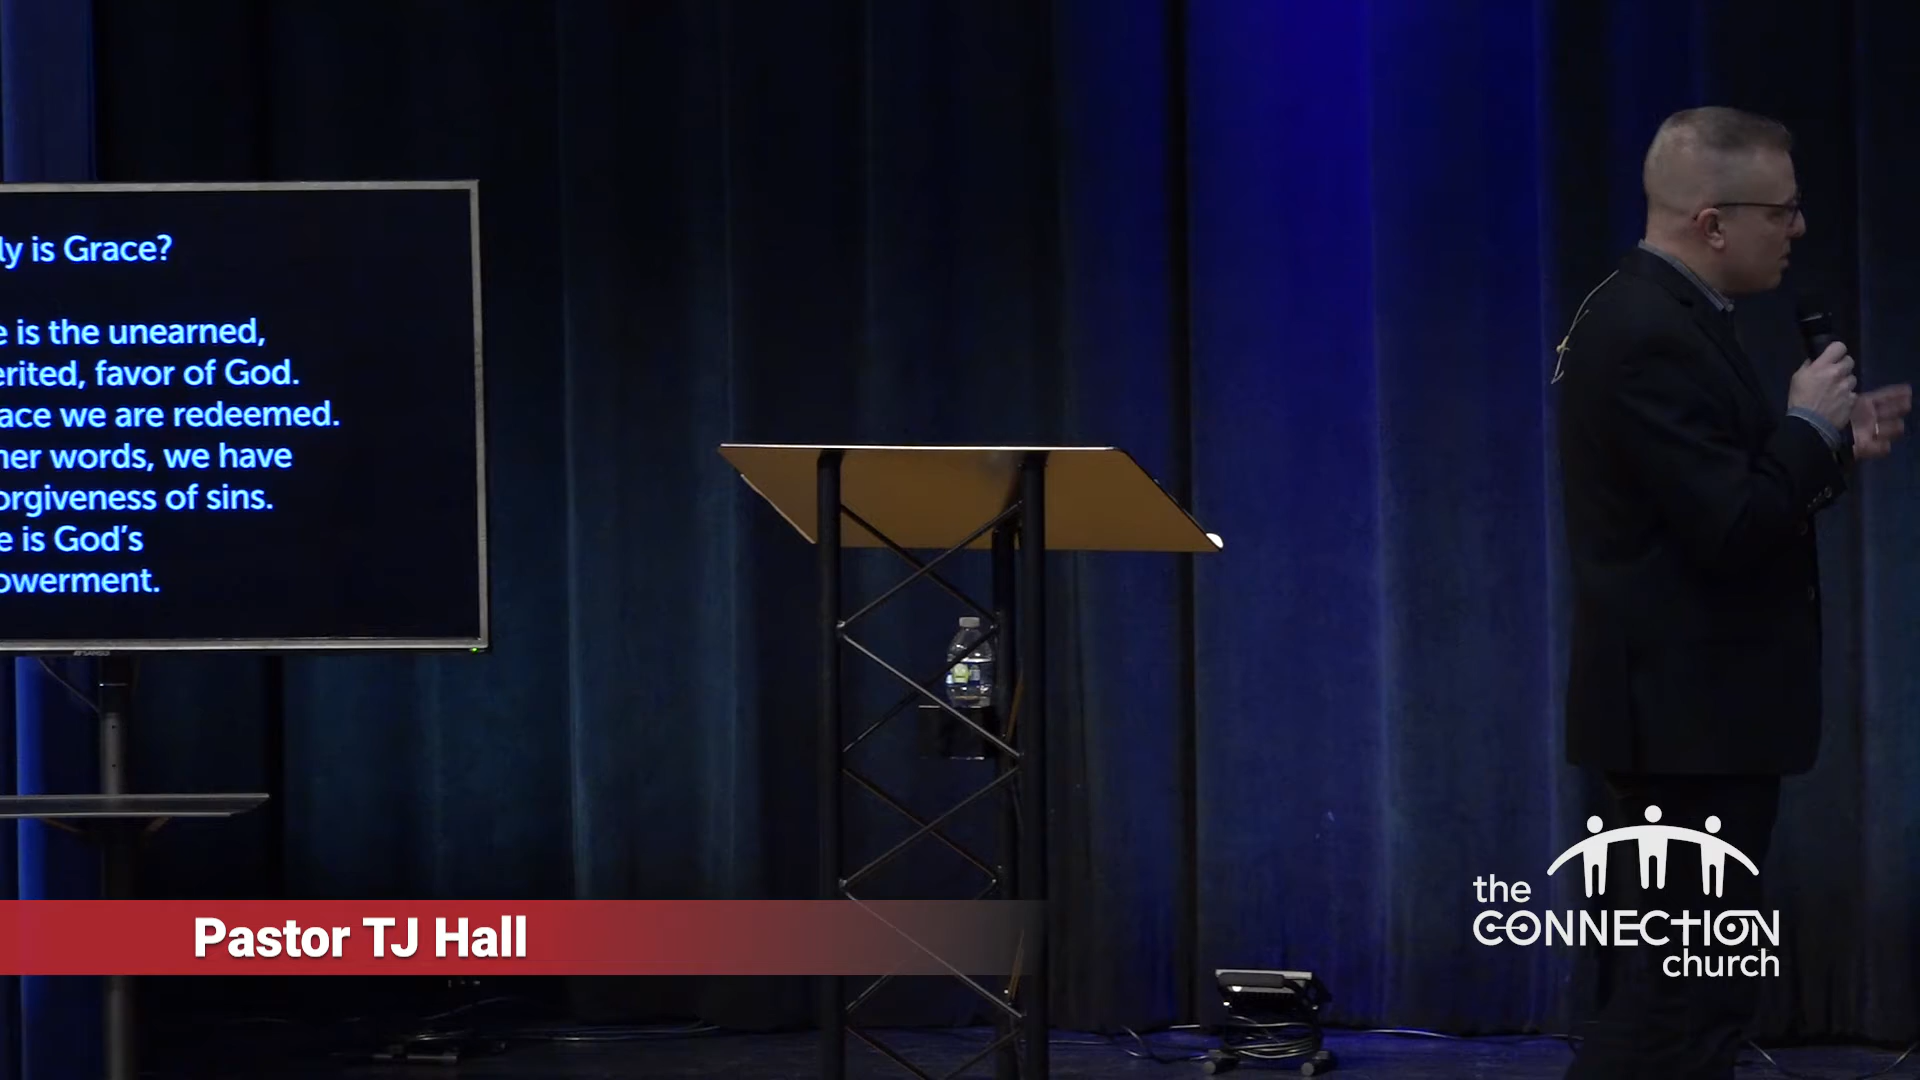 ly is Grace?
e is the unearned,
erited, favor of God.
ace we are redeemed.
her words, we have
orgiveness of sins.
e is God's
owerment.
Pastor TJ Hall
the
CONNECTION
church